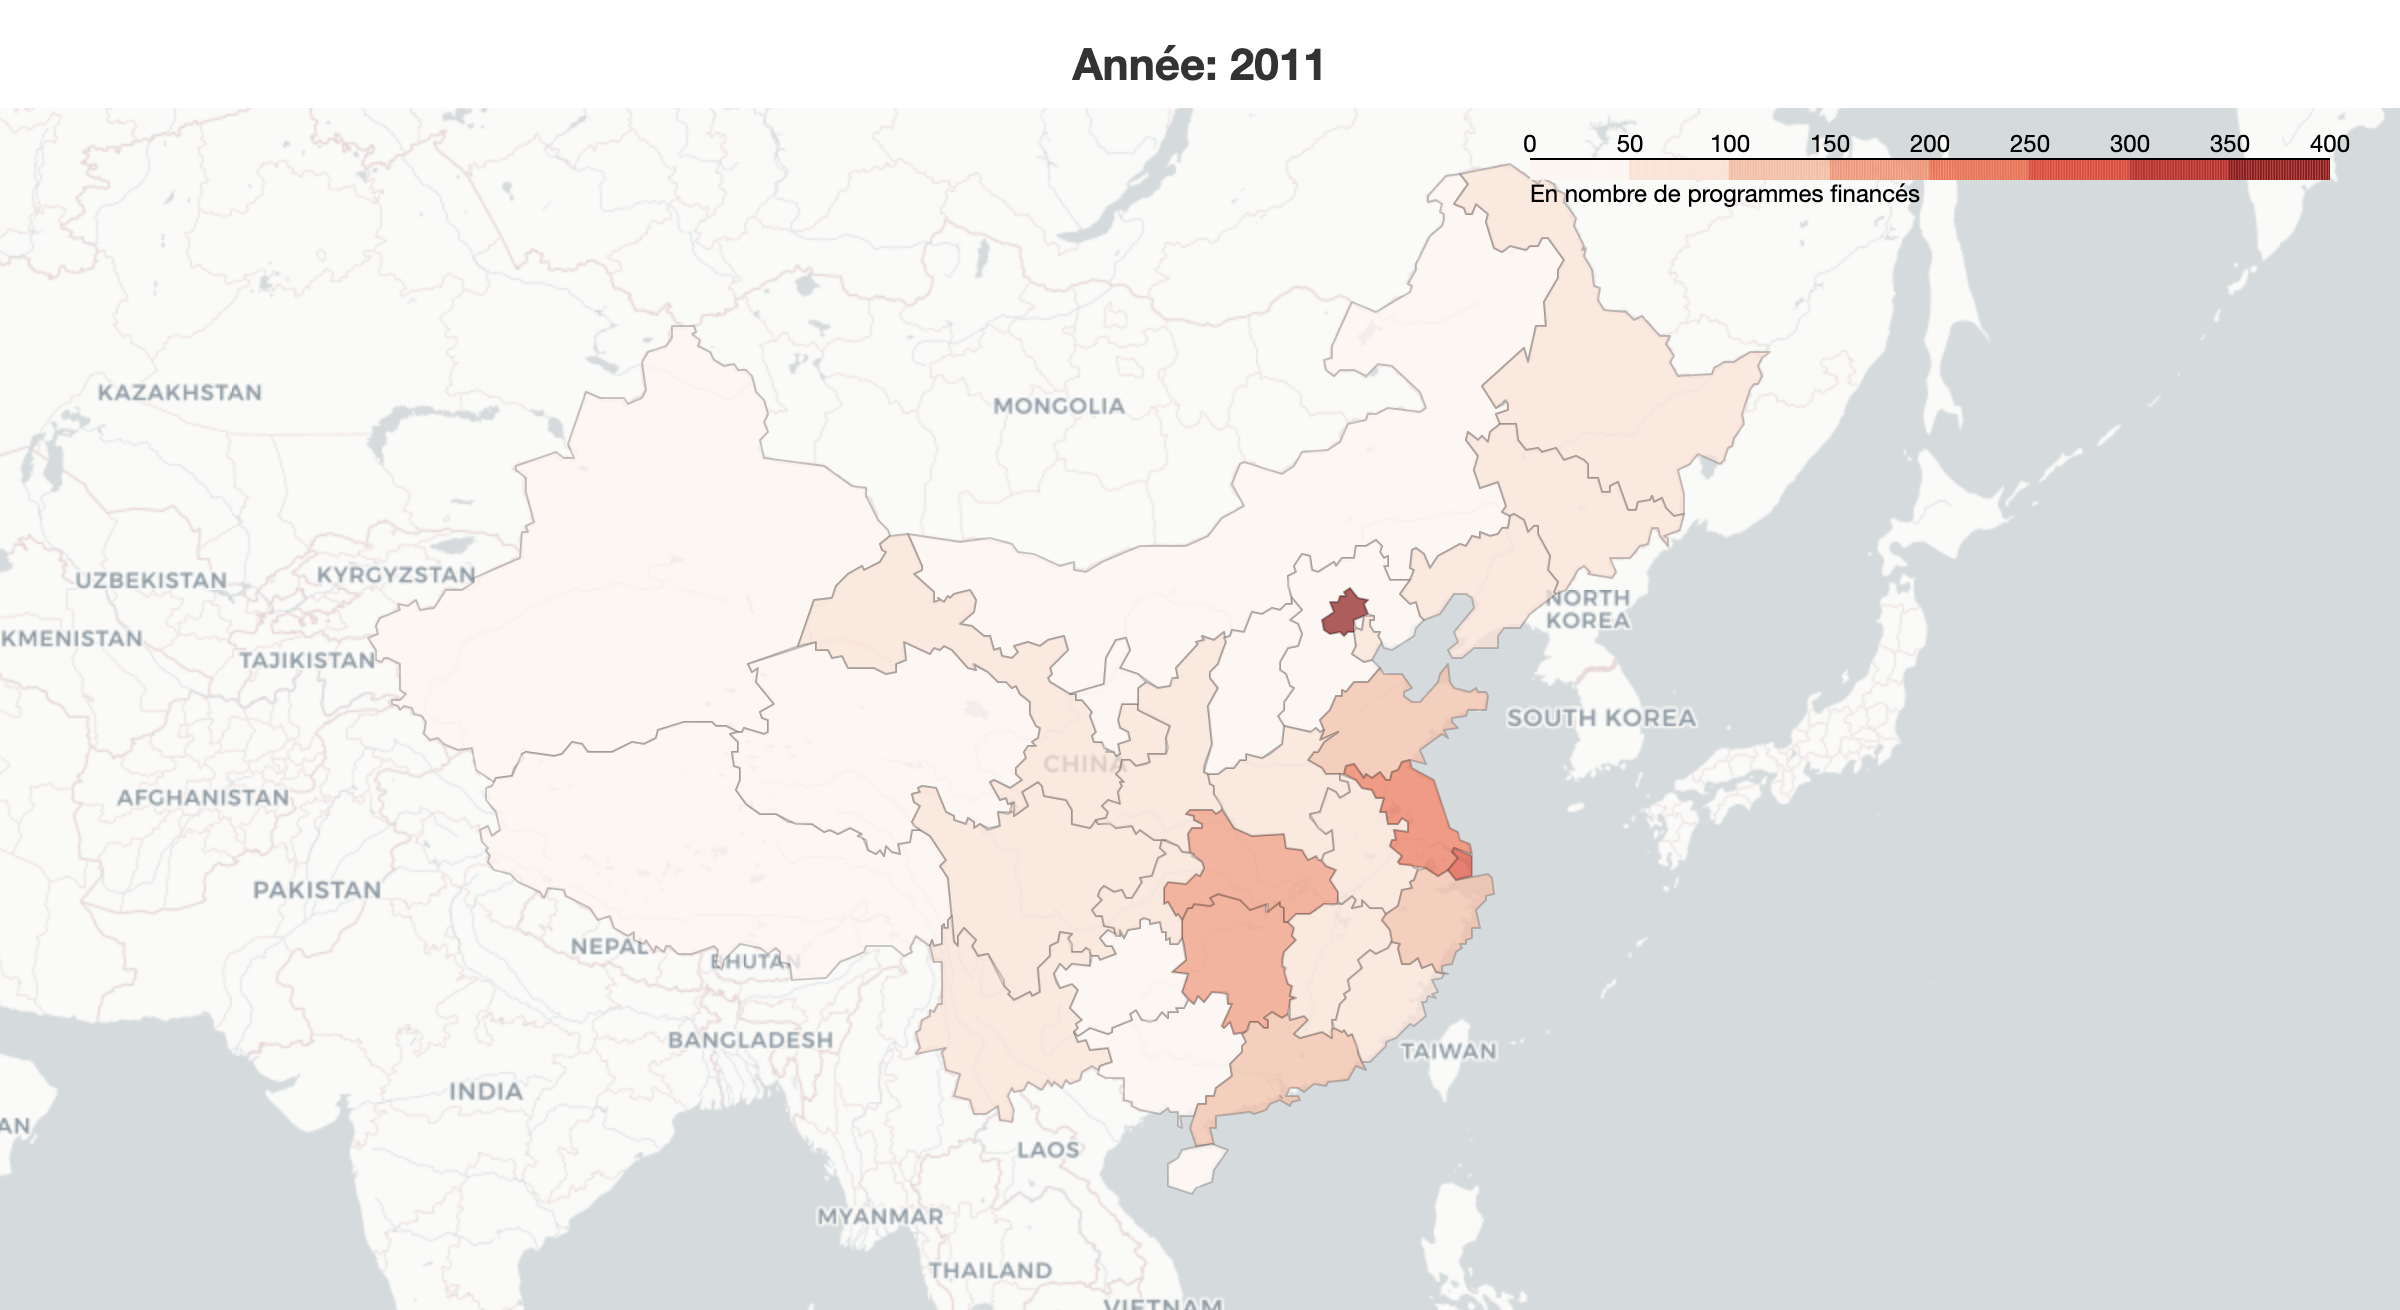 Année: 2011
0 50 100 150 200 250 300 350 400
En nombre de programmes financés
KAZAKHSTAN
MONGOLIA
UZBEKISTAN
KYRGYZSTAN
NORTH
KOREA
KMENISTAN
TAJIKISTAN
SOUTH KOREA
CHINA
AFGHANISTAN
PAKISTAN
NEPAL
BHUTAN
BANGLADESH
TAIWAN
INDIA
AN
LAOS
MYANMAR
THAILAND
VIETNAM